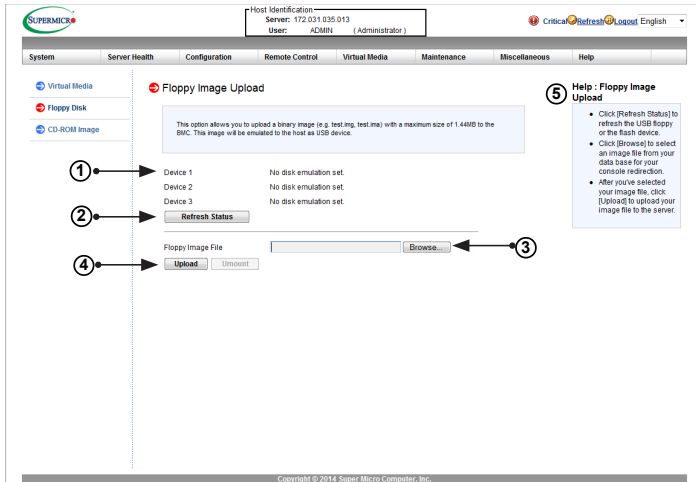 SUPERMICR
Host Identification
Server: 172.031.035.013
User: ADMIN ( Administrator )
Critical Refresh Logout English
System Server Health Configuration Remote Control Virtual Media Maintenance Miscellaneous Help
Virtual Media
Floppy Disk
CD-ROM Image
Floppy Image Upload
This option allows you to upload a binary image (e.g. test.img, test.ima) with a maximum size of 1.44MB to the
BMC. This image will be emulated to the host as USB device.
1
Device 1 No disk emulation set.
Device 2 No disk emulation set.
Device 3 No disk emulation set.
2
Refresh Status
Floppy Image File Browse...
3
4
Upload Umount
5
Help : Floppy Image
Upload
• Click [Refresh Status] to
refresh the USB floppy
or the flash device.
• Click [Browse] to select
an image file from your
data base for your
console redirection.
• After you've selected
your image file, click
[Upload] to upload your
image file to the server.
Copyright © 2014 Super Micro Computer, Inc.